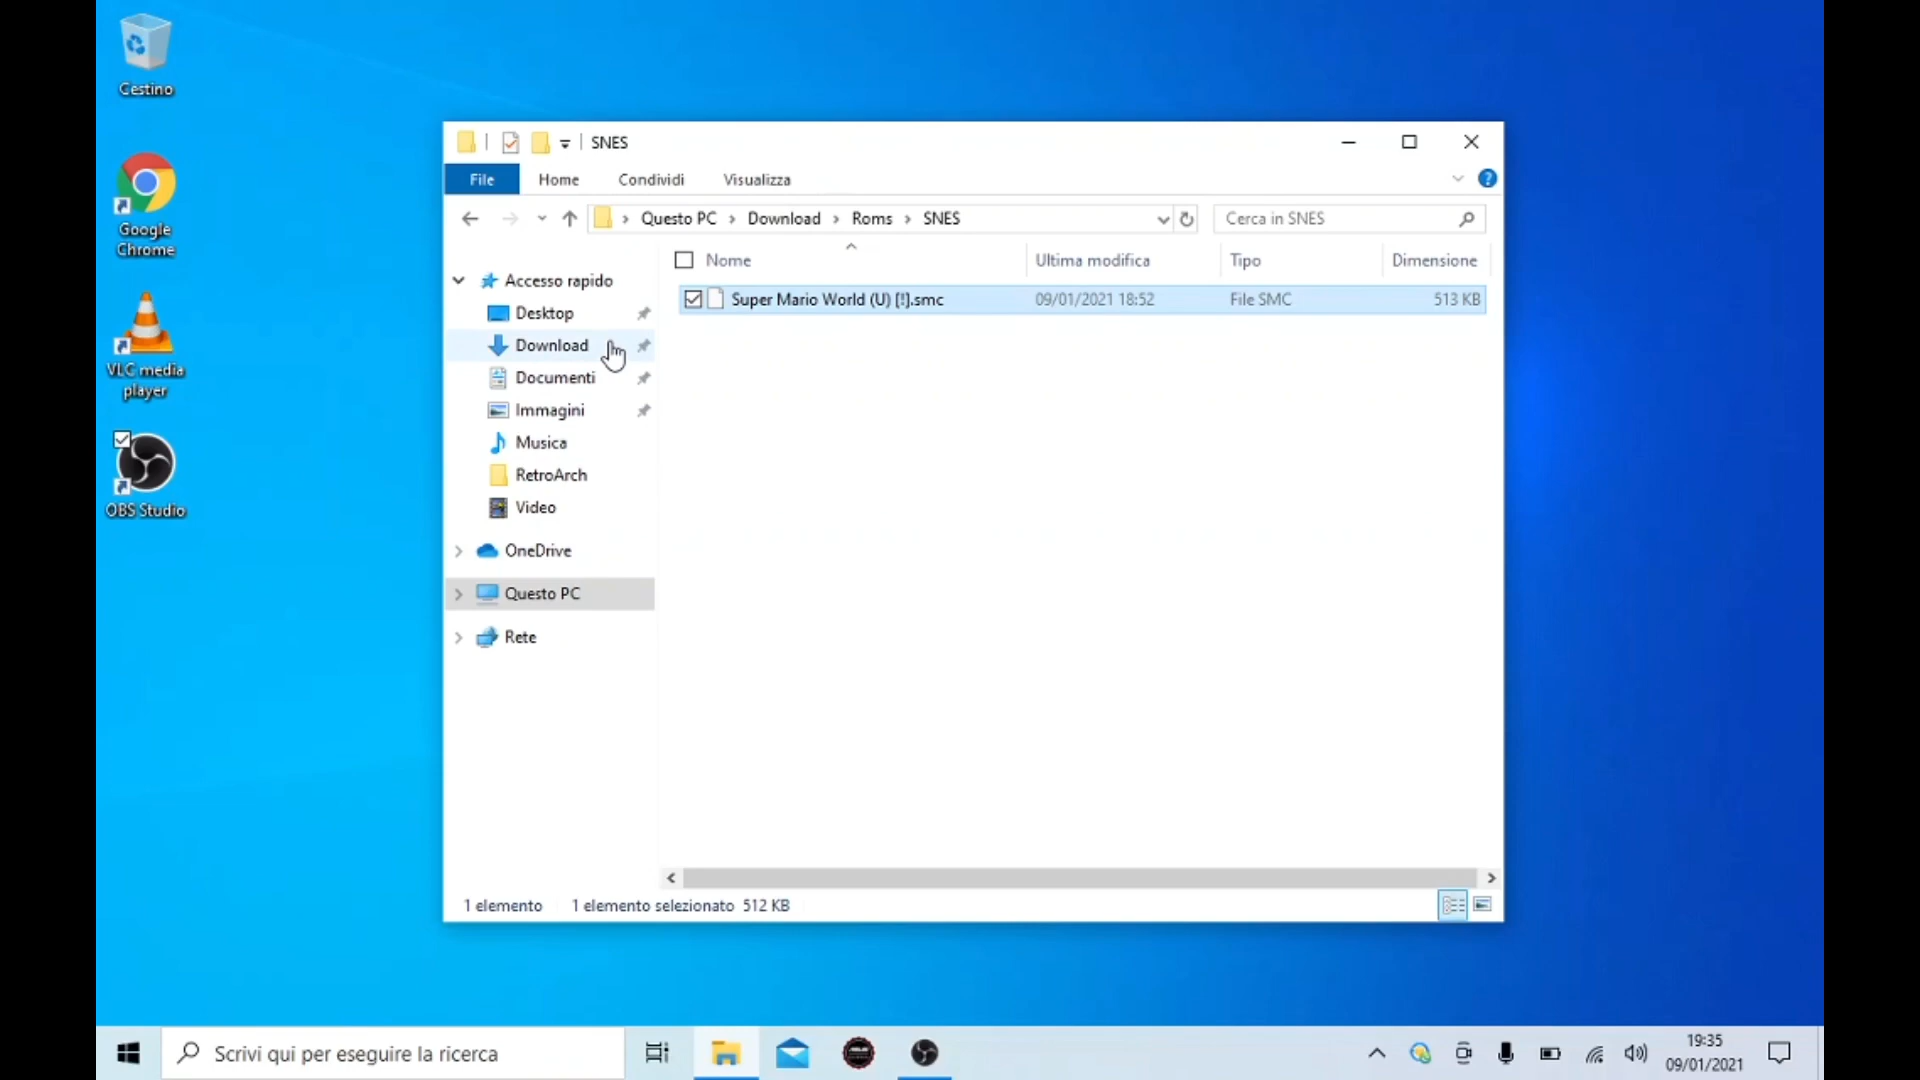 Cestino
Google
Chrome
VLC media
player
OBS Studio
SNES
File Home Condividi Visualizza
Questo PC Download Roms SNES
Cerca in SNES
Nome Ultima modifica Tipo Dimensione
Super Mario World (U) [!].smc 09/01/2021 18:52 File SMC 513 KB
Accesso rapido
Desktop
Download
Documenti
Immagini
Musica
RetroArch
Video
OneDrive
Questo PC
Rete
1 elemento 1 elemento selezionato 512 KB
Scrivi qui per eseguire la ricerca
19:35
09/01/2021